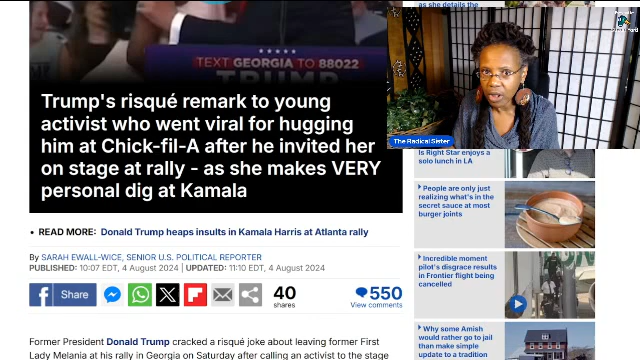 as she details the
TEXT GEORGIA TO 88022
TRUMP
Trump's risqué remark to young
activist who went viral for hugging
him at Chick-fil-A after he invited her
on stage at rally - as she makes VERY
personal dig at Kamala
• READ MORE: Donald Trump heaps insults in Kamala Harris at Atlanta rally
By SARAH EWALL-WICE, SENIOR U.S. POLITICAL REPORTER
PUBLISHED: 10:07 EDT, 4 August 2024 | UPDATED: 11:10 EDT, 4 August 2024
f Share
40
shares
550
View comments
Former President Donald Trump cracked a risqué joke about leaving former First
Lady Melania at his rally in Georgia on Saturday after calling an activist to the stage
The Radical Sister
Is Right Star enjoys a
solo lunch in LA
People are only just
realizing what's in the
secret sauce at most
burger joints
Incredible moment
pilot's disgrace results
in Frontier flight being
cancelled
Why some Amish
would rather go to
jail than make simple
update to a tradition